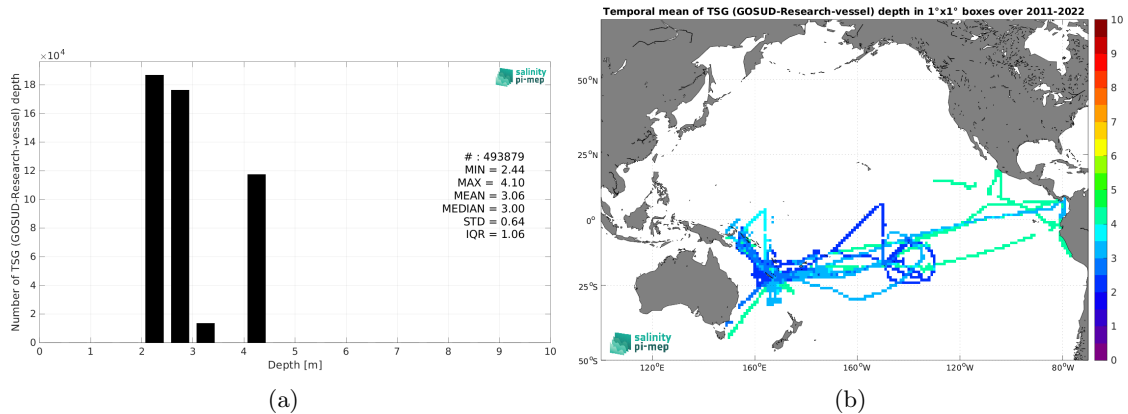 ×10⁴
18
16
14
12
10
8
6
4
2
0
Number of TSG (GOSUD-Research-vessel) depth
salinity
pi-mep
# : 493879
MIN = 2.44
MAX = 4.10
MEAN = 3.06
MEDIAN = 3.00
STD = 0.64
IQR = 1.06
0 1 2 3 4 5 6 7 8 9 10
Depth [m]
(a)
Temporal mean of TSG (GOSUD-Research-vessel) depth in 1°x1° boxes over 2011-2022
50°N
25°N
0°
25°S
50°S
120°E 160°E 160°W 120°W 80°W
salinity
pi-mep
10
9
8
7
6
5
4
3
2
1
0
(b)